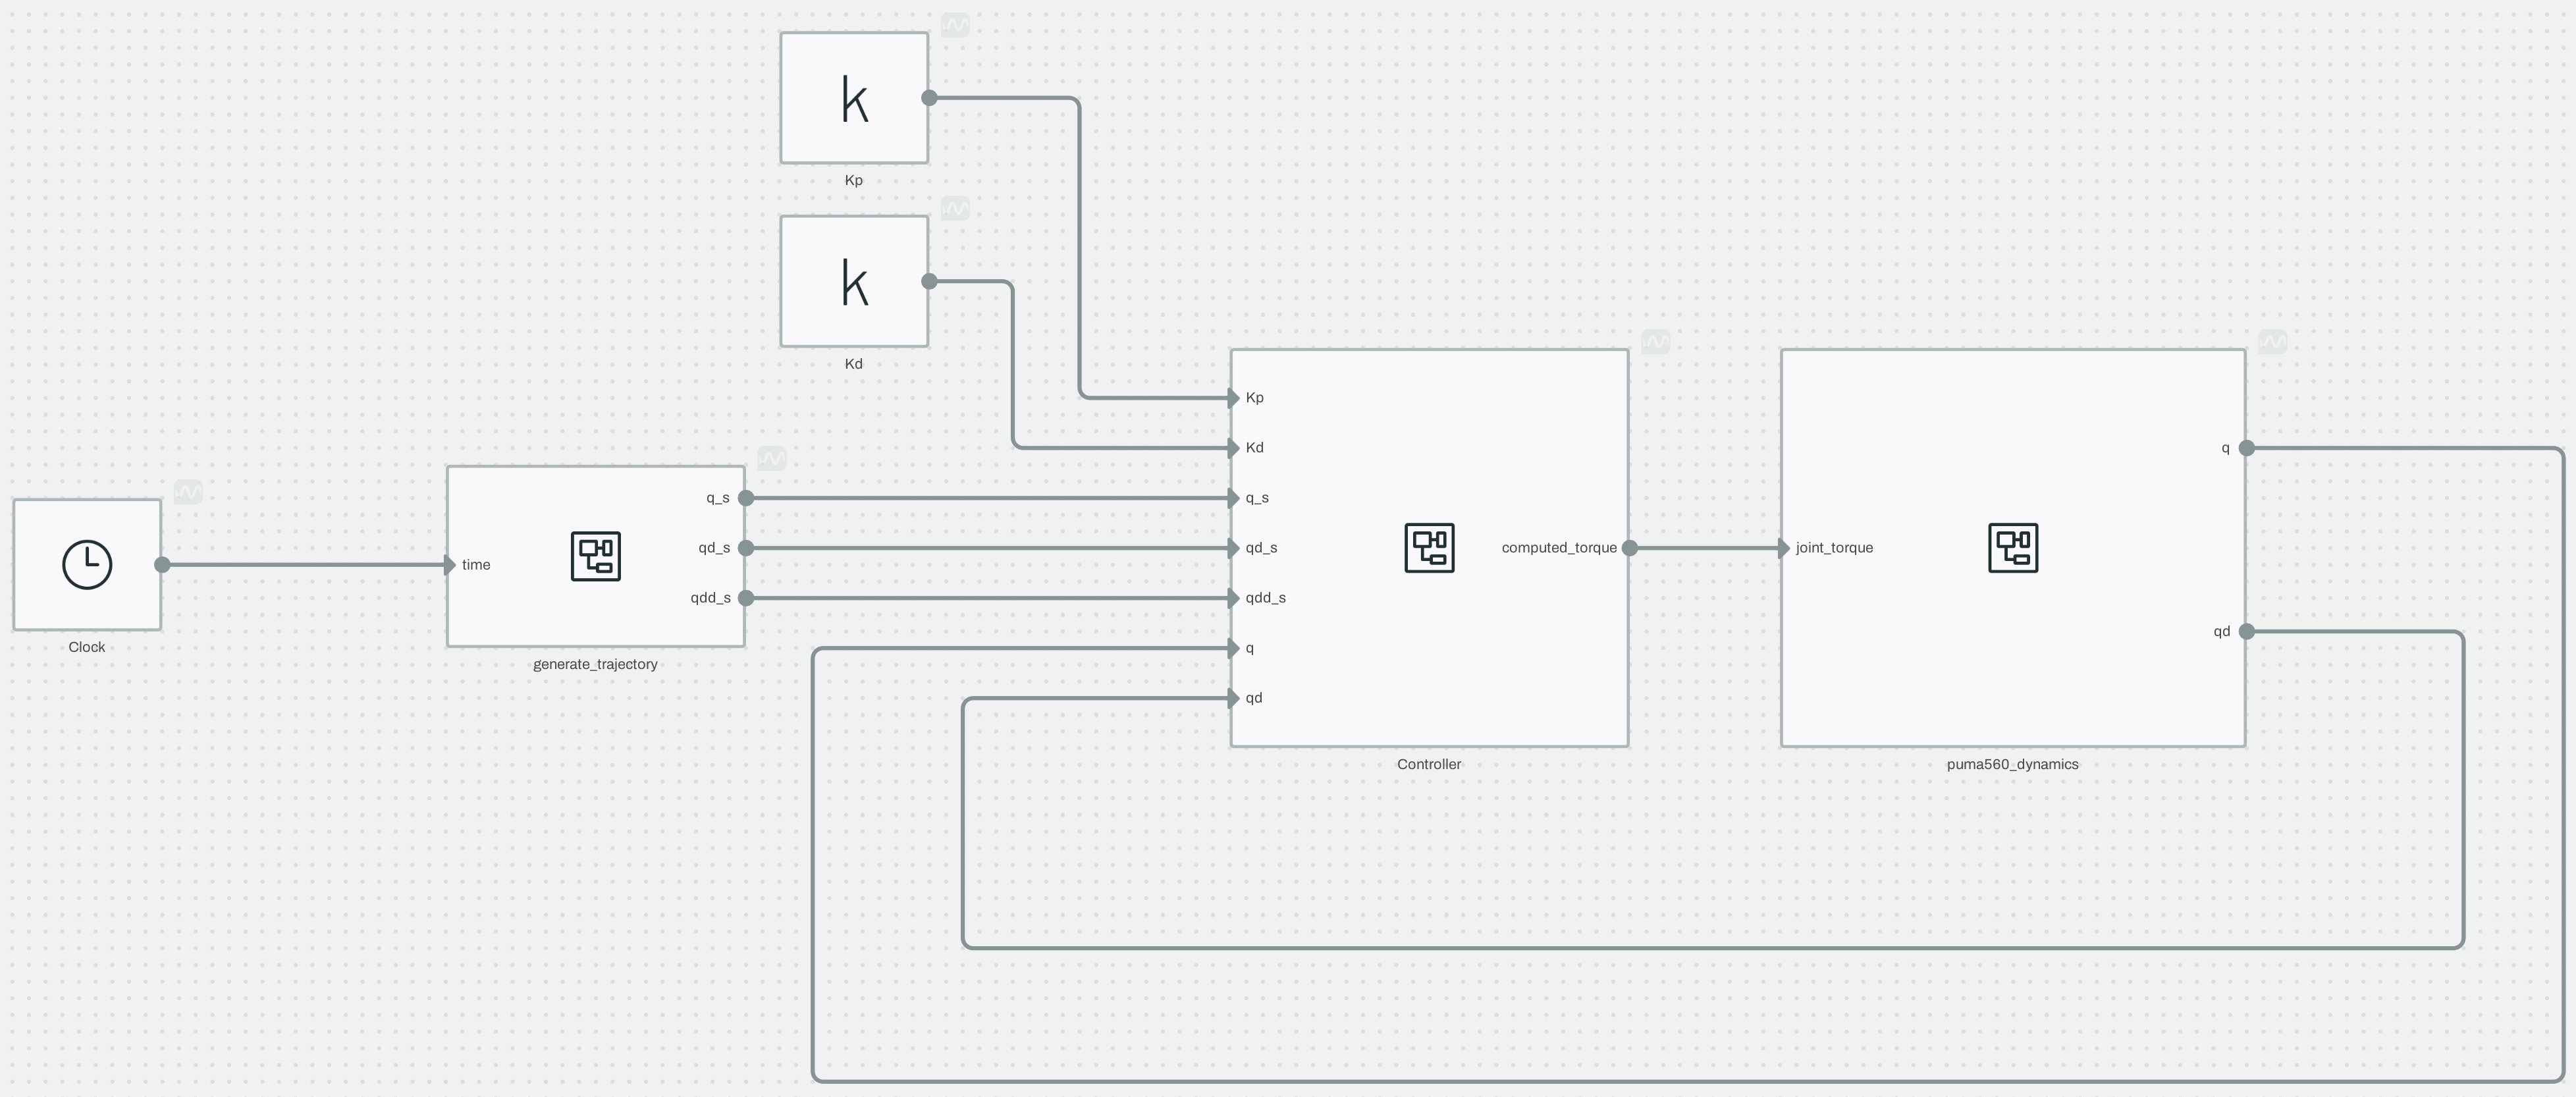 k
Kp
k
Kd
Clock
time
q_s
qd_s
qdd_s
generate_trajectory
Kp
Kd
q_s
qd_s
qdd_s
q
qd
computed_torque
Controller
joint_torque
q
qd
puma560_dynamics